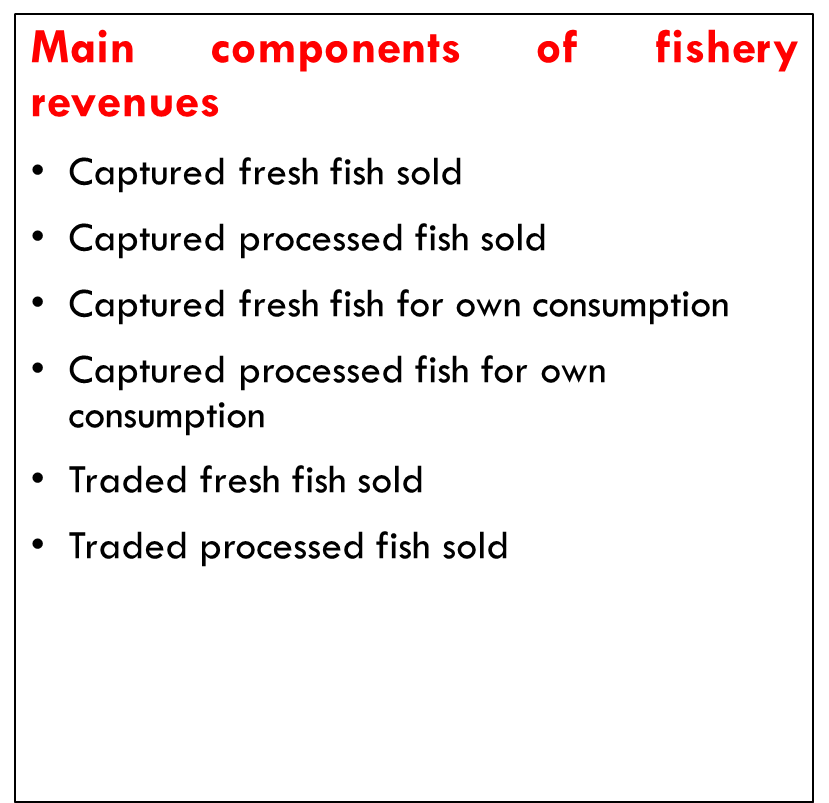 Main components of fishery
revenues
• Captured fresh fish sold
• Captured processed fish sold
• Captured fresh fish for own consumption
• Captured processed fish for own
consumption
• Traded fresh fish sold
• Traded processed fish sold